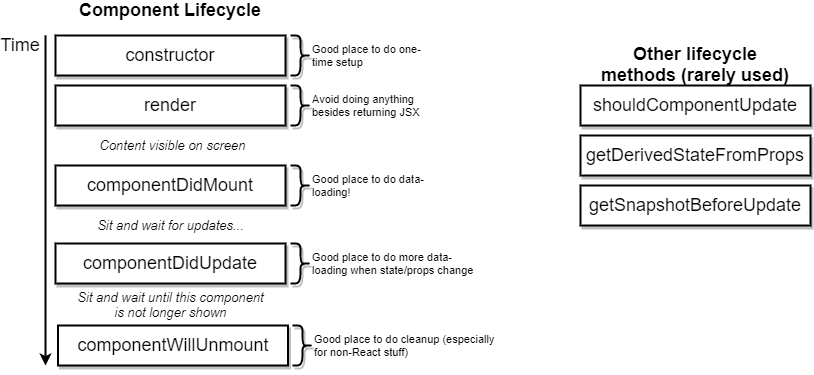 Component Lifecycle
Time
constructor
Good place to do one-
time setup
render
Avoid doing anything
besides returning JSX
Content visible on screen
componentDidMount
Good place to do data-
loading!
Sit and wait for updates...
componentDidUpdate
Good place to do more data-
loading when state/props change
Sit and wait until this component
is not longer shown
componentWillUnmount
Good place to do cleanup (especially
for non-React stuff)
Other lifecycle
methods (rarely used)
shouldComponentUpdate
getDerivedStateFromProps
getSnapshotBeforeUpdate